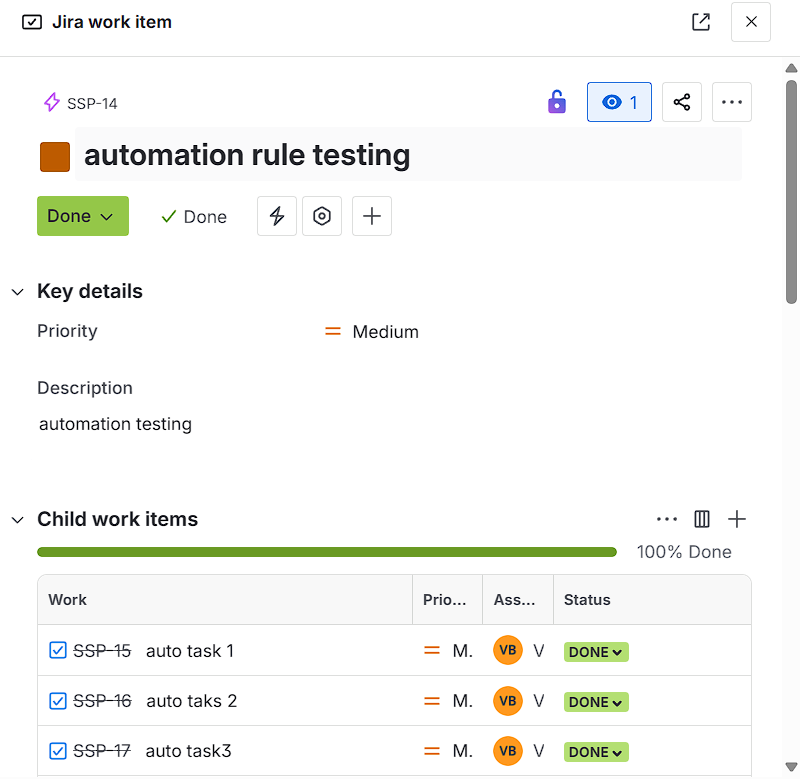 Jira work item
SSP-14
1
automation rule testing
Done
Done
Key details
Priority
Medium
Description
automation testing
Child work items
100% Done
Work Prio... Ass... Status
SSP-15 auto task 1 M. VB V DONE
SSP-16 auto taks 2 M. VB V DONE
SSP-17 auto task3 M. VB V DONE